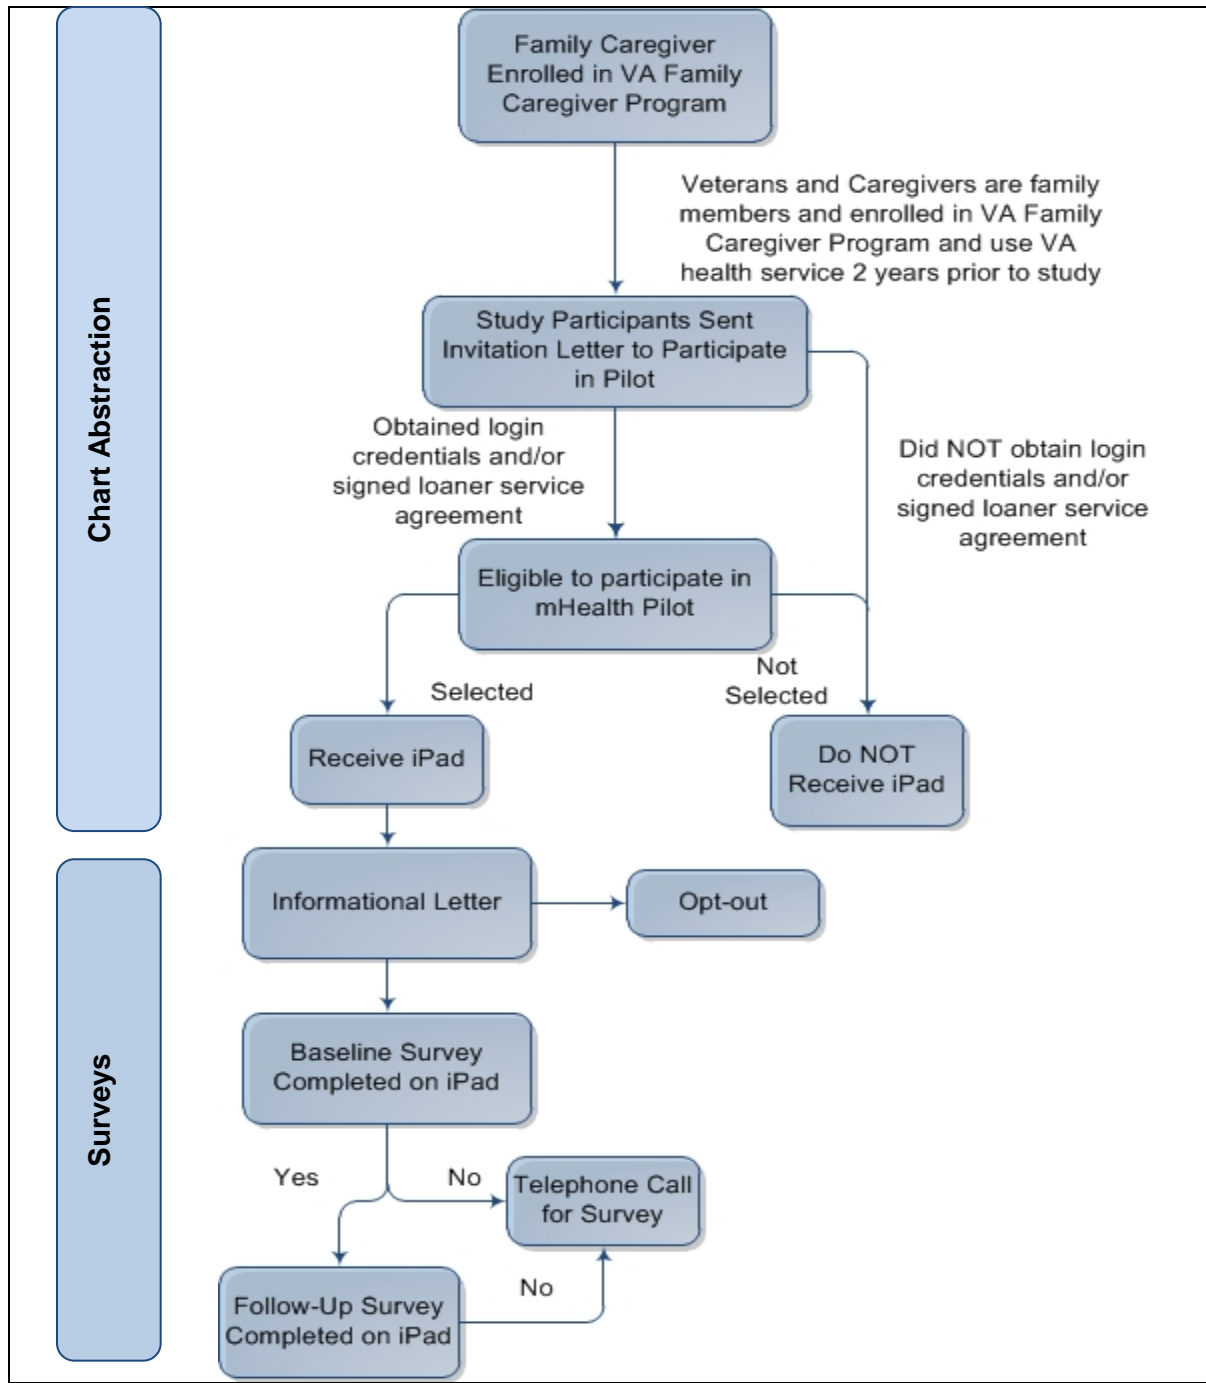 Family Caregiver
Enrolled in VA Family
Caregiver Program
Veterans and Caregivers are family
members and enrolled in VA Family
Caregiver Program and use VA
health service 2 years prior to study
Chart Abstraction
Study Participants Sent
Invitation Letter to Participate
in Pilot
Obtained login
credentials and/or
signed loaner service
agreement
Did NOT obtain login
credentials and/or
signed loaner service
agreement
Eligible to participate in
mHealth Pilot
Selected
Not
Selected
Receive iPad
Do NOT
Receive iPad
Informational Letter
Opt-out
Surveys
Baseline Survey
Completed on iPad
Yes
No
Telephone Call
for Survey
Follow-Up Survey
Completed on iPad
No